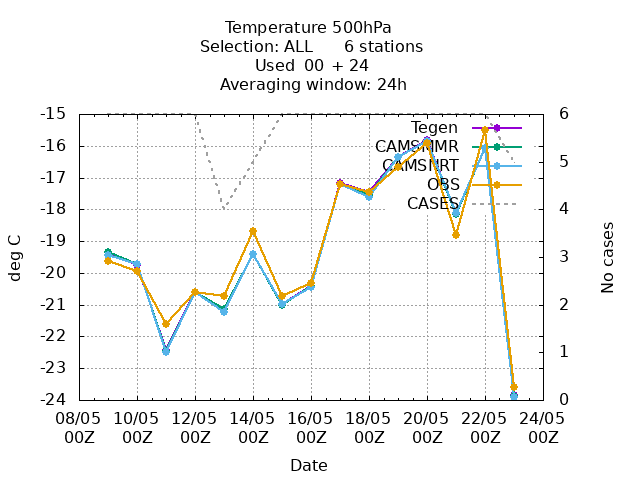 Temperature 500hPa
Selection: ALL 6 stations
Used 00 + 24
Averaging window: 24h
deg C
-15
-16
-17
-18
-19
-20
-21
-22
-23
-24
Tegen
CAMSMMR
CAMSNRT
OBS
CASES
6
5
4
3
2
1
0
No cases
08/05 10/05 12/05 14/05 16/05 18/05 20/05 22/05 24/05
00Z 00Z 00Z 00Z 00Z 00Z 00Z 00Z 00Z
Date